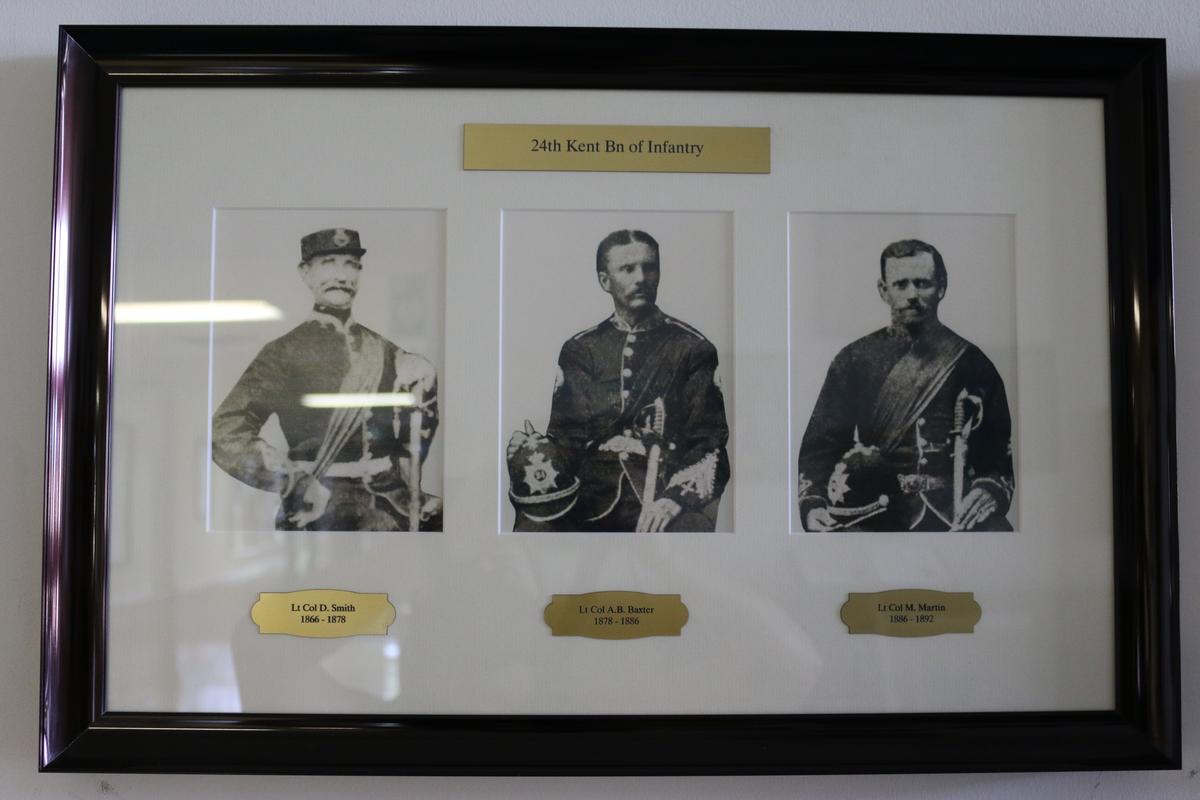 24th Kent Bn of Infantry
Lt Col D. Smith
1866 - 1878
Lt Col A.B. Baxter
1878 - 1886
Lt Col M. Martin
1886 - 1892